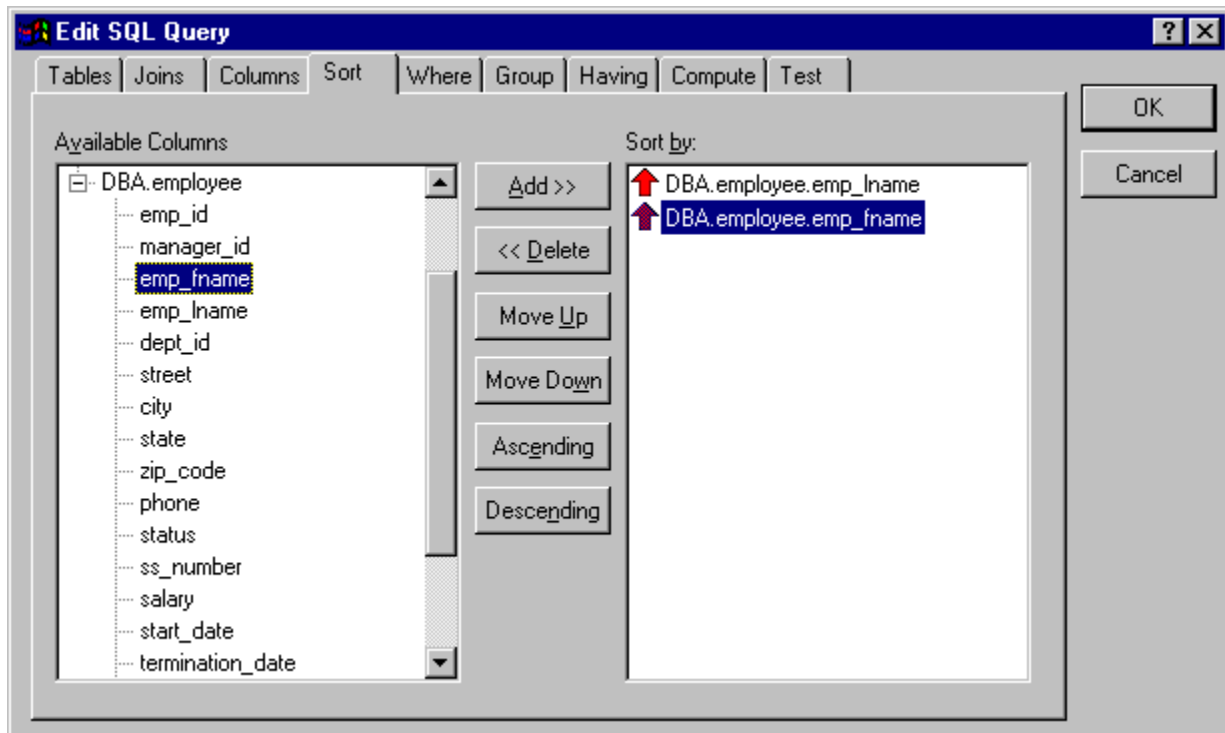 Edit SQL Query
Tables Joins Columns Sort Where Group Having Compute Test
OK
Cancel
Available Columns
DBA.employee
emp_id
manager_id
emp_fname
emp_lname
dept_id
street
city
state
zip_code
phone
status
ss_number
salary
start_date
termination_date
Add >>
<< Delete
Move Up
Move Down
Ascending
Descending
Sort by:
DBA.employee.emp_lname
DBA.employee.emp_fname